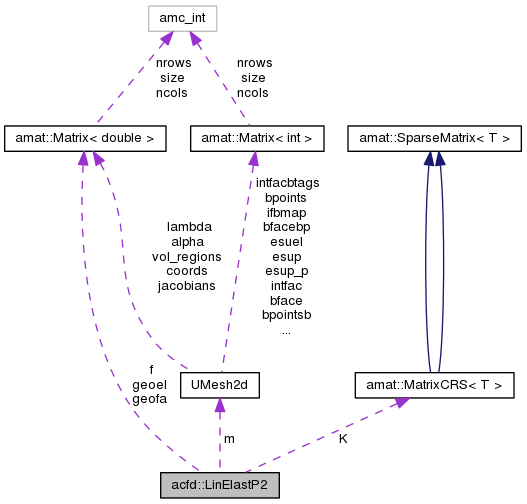 amc_int
nrows
size
ncols
nrows
size
ncols
amat::Matrix< double >
amat::Matrix< int >
amat::SparseMatrix< T >
lambda
alpha
vol_regions
coords
jacobians
intfacbtags
bpoints
ifbmap
bfacebp
esuel
esup
esup_p
intfac
bface
bpointsb
...
f
geoel
geofa
UMesh2d
amat::MatrixCRS< T >
m
K
acfd::LinElastP2